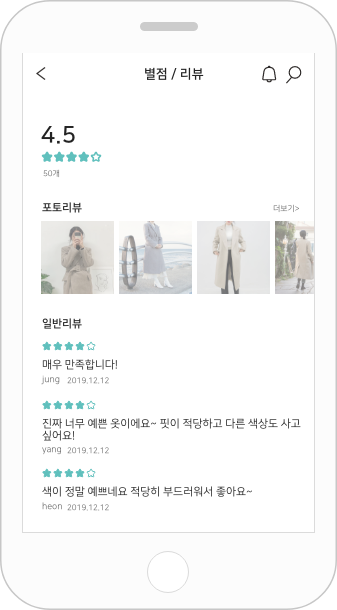 별점 / 리뷰
4.5
50개
포토리뷰 더보기>
일반리뷰
매우 만족합니다!
jung 2019.12.12
진짜 너무 예쁜 옷이에요~ 핏이 적당하고 다른 색상도 사고
싶어요!
yang 2019.12.12
색이 정말 예쁘네요 적당히 부드러워서 좋아요~
heon 2019.12.12